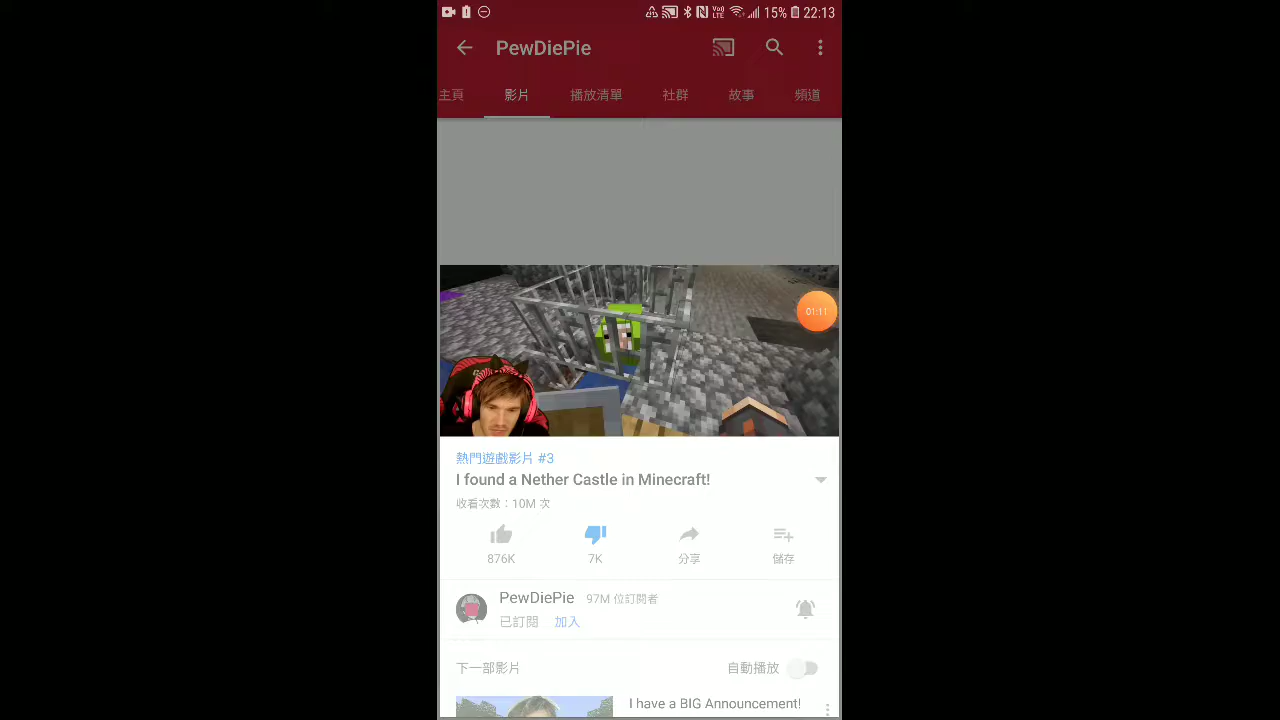 15% 22:13
PewDiePie
主頁 影片 播放清單 社群 故事 頻道
01:11
熱門遊戲影片 #3
I found a Nether Castle in Minecraft!
收看次數：10M 次
876K 7K 分享 儲存
PewDiePie 97M 位訂閱者
已訂閱 加入
下一部影片 自動播放
I have a BIG Announcement!